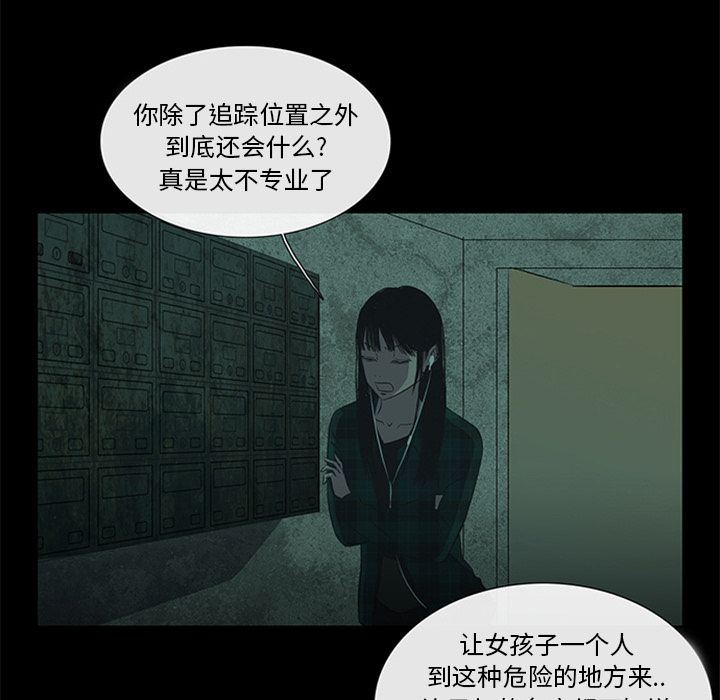 你除了追踪位置之外
到底还会什么?
真是太不专业了
让女孩子一个人
到这种危险的地方来..